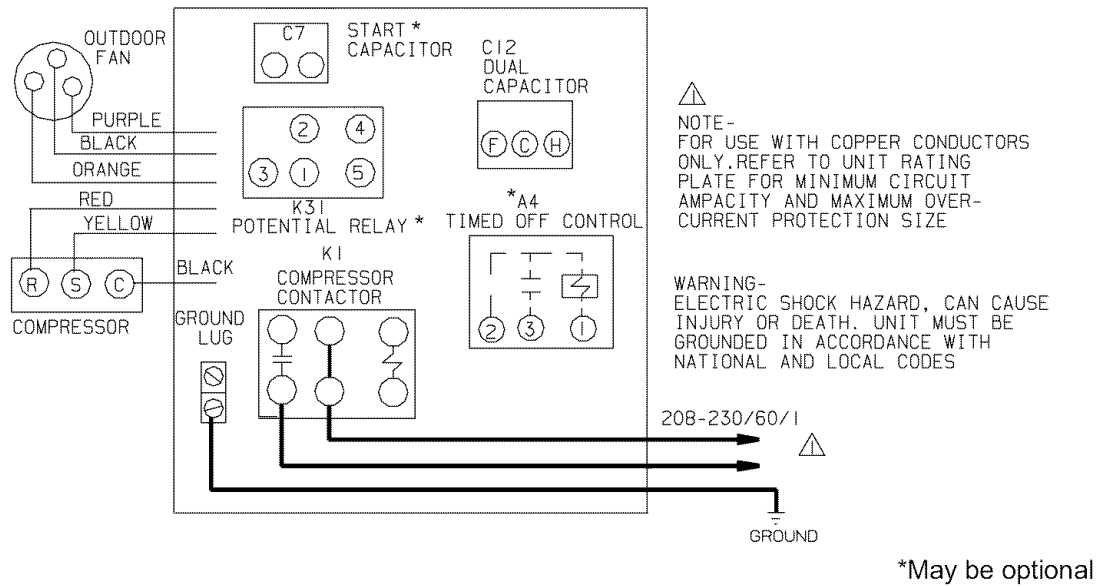 OUTDOOR
FAN
PURPLE
BLACK
ORANGE
RED
YELLOW
R S C
BLACK
COMPRESSOR
C7
START *
CAPACITOR
2 4
3 1 5
K31
POTENTIAL RELAY *
C12
DUAL
CAPACITOR
F C H
*A4
TIMED OFF CONTROL
2 3 1
K1
COMPRESSOR
CONTACTOR
GROUND
LUG
!
NOTE-
FOR USE WITH COPPER CONDUCTORS
ONLY.REFER TO UNIT RATING
PLATE FOR MINIMUM CIRCUIT
AMPACITY AND MAXIMUM OVER-
CURRENT PROTECTION SIZE
WARNING-
ELECTRIC SHOCK HAZARD, CAN CAUSE
INJURY OR DEATH. UNIT MUST BE
GROUNDED IN ACCORDANCE WITH
NATIONAL AND LOCAL CODES
208-230/60/1
!
GROUND
*May be optional